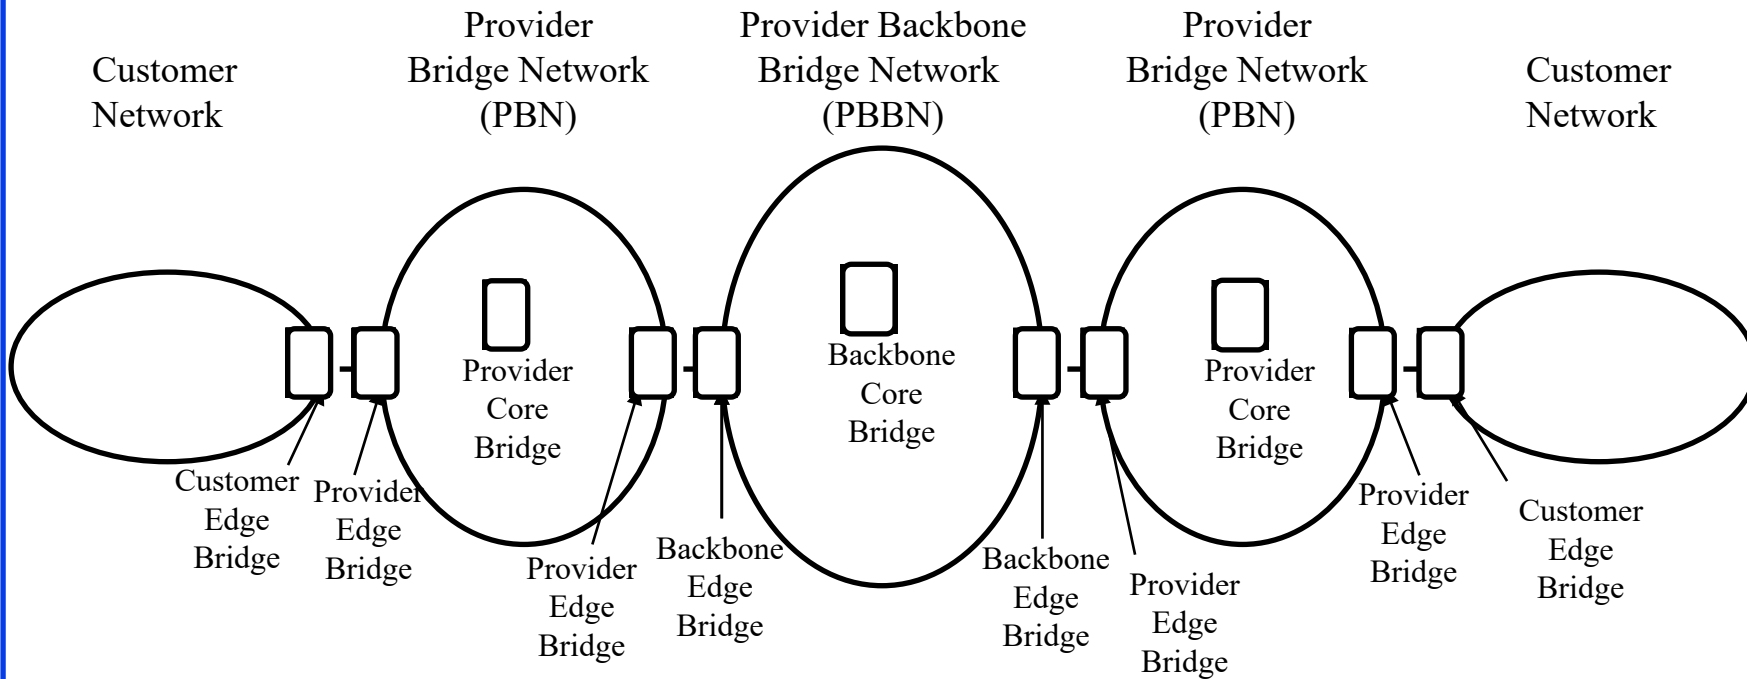 Customer
Network
Provider
Bridge Network
(PBN)
Provider Backbone
Bridge Network
(PBBN)
Provider
Bridge Network
(PBN)
Customer
Network
Provider
Core
Bridge
Backbone
Core
Bridge
Provider
Core
Bridge
Customer
Edge
Bridge
Provider
Edge
Bridge
Provider
Edge
Bridge
Backbone
Edge
Bridge
Backbone
Edge
Bridge
Provider
Edge
Bridge
Provider
Edge
Bridge
Customer
Edge
Bridge